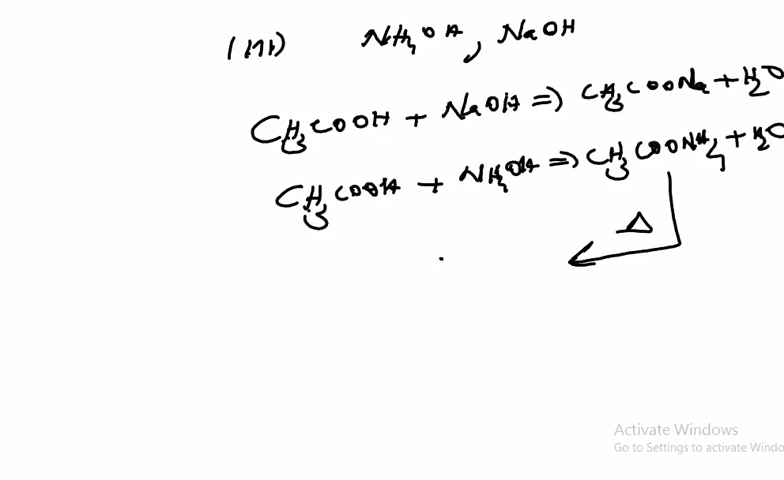 (III) NH4OH, NaOH
CH3COOH + NaOH => CH3COONa + H2O
CH3COOH + NH4OH => CH3COONH4 + H2O
Δ
Activate Windows
Go to Settings to activate Windo